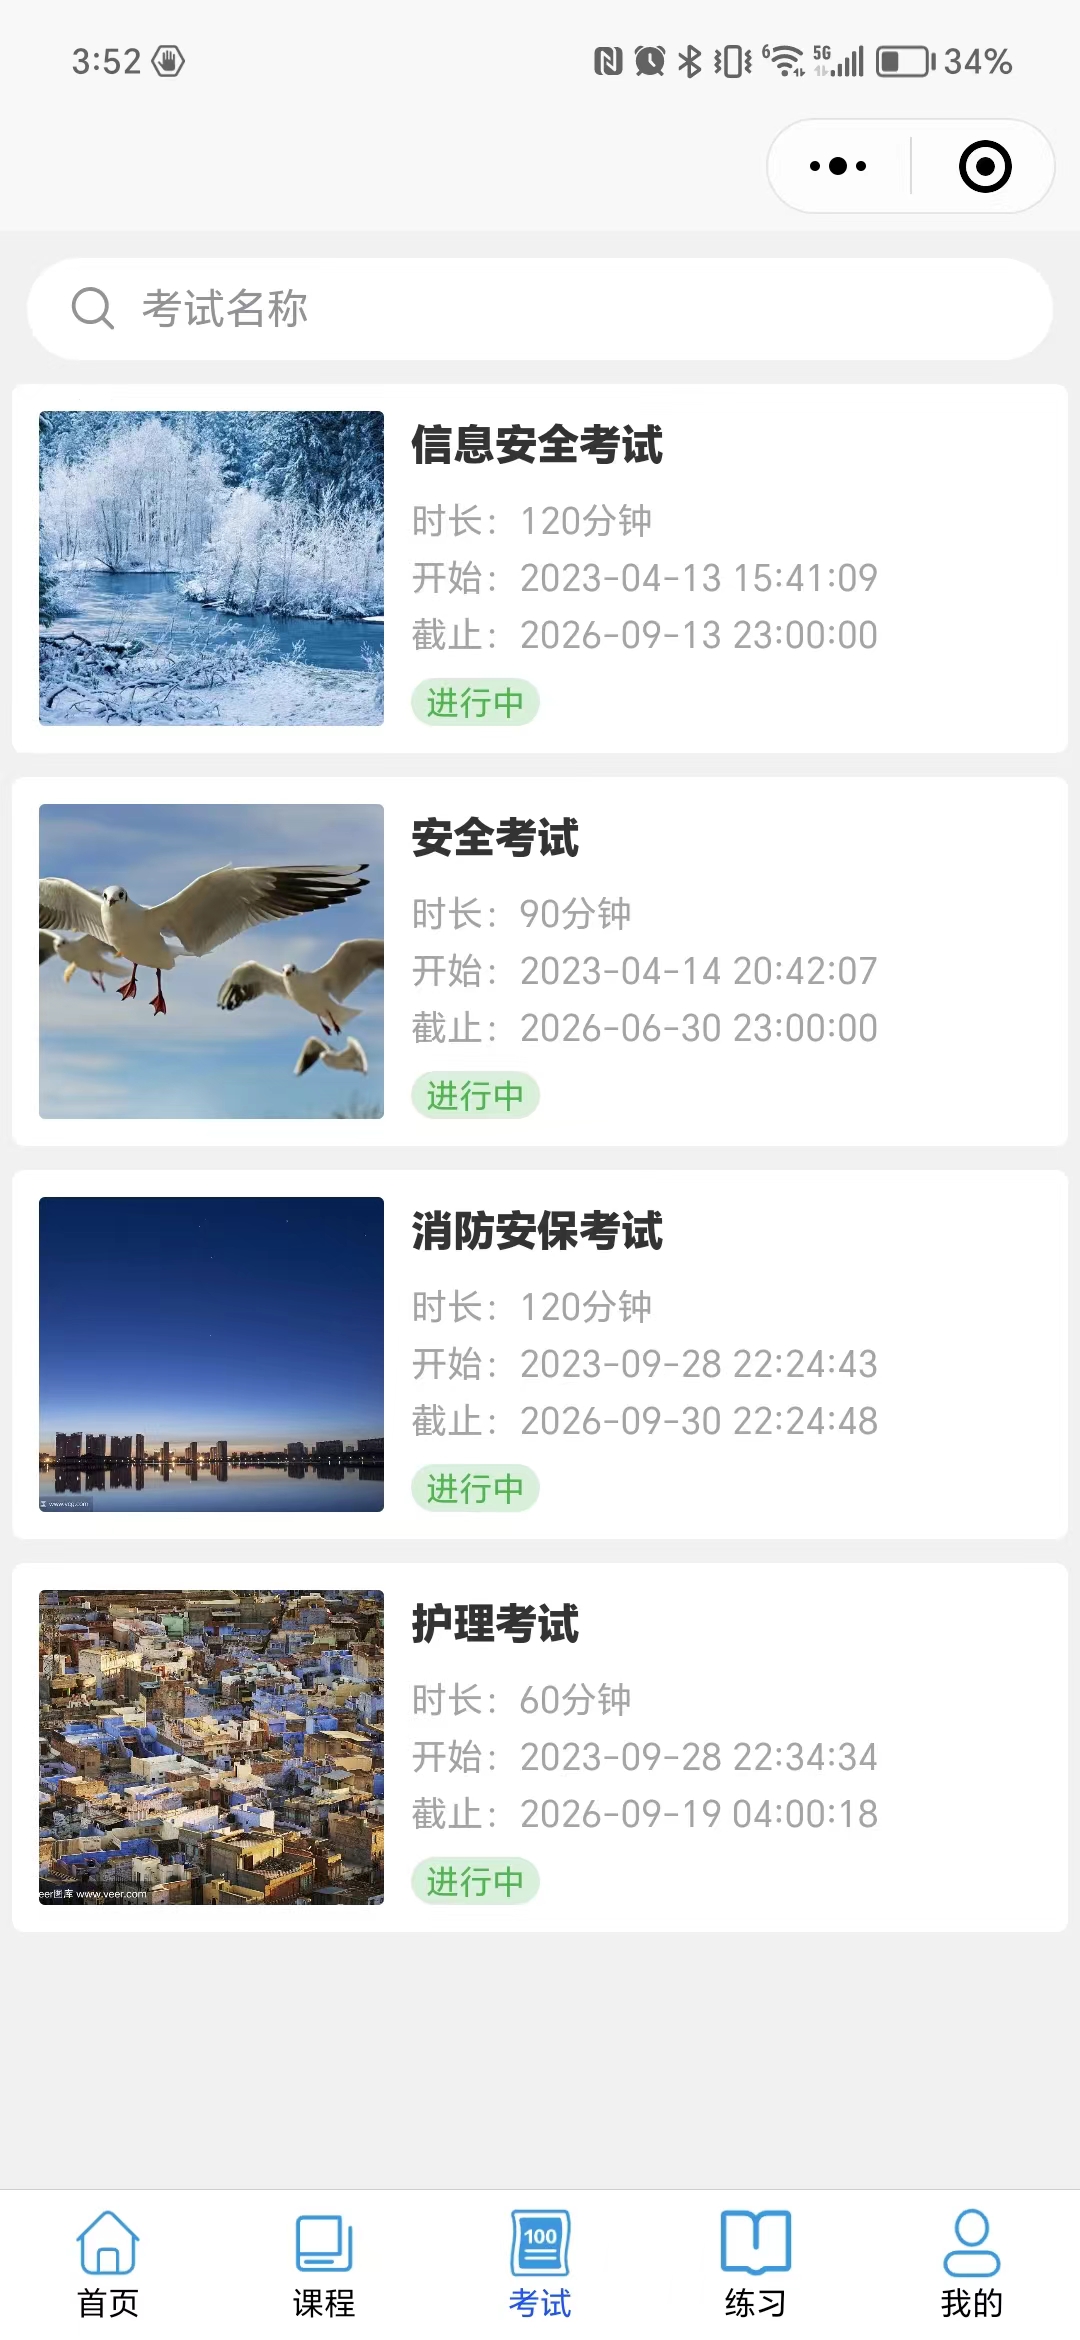 3:52
6
5G
34%
考试名称
信息安全考试
时长：120分钟
开始：2023-04-13 15:41:09
截止：2026-09-13 23:00:00
进行中
安全考试
时长：90分钟
开始：2023-04-14 20:42:07
截止：2026-06-30 23:00:00
进行中
消防安保考试
时长：120分钟
开始：2023-09-28 22:24:43
截止：2026-09-30 22:24:48
进行中
www.vcg.com
护理考试
时长：60分钟
开始：2023-09-28 22:34:34
截止：2026-09-19 04:00:18
进行中
eer图库 www.veer.com
100
首页
课程
考试
练习
我的